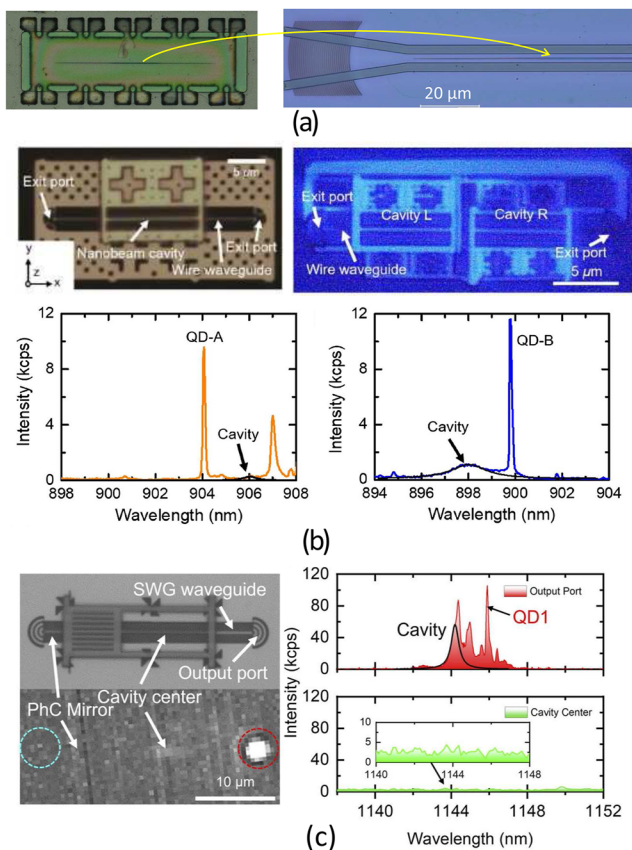 20 µm
(a)
5 µm
Exit port
Nanobeam cavity
Wire waveguide
Exit port
y
z
x
Exit port
Cavity L
Cavity R
Wire waveguide
Exit port
5 µm
12
8
4
0
Intensity (kcps)
QD-A
Cavity
898 900 902 904 906 908
Wavelength (nm)
12
8
4
0
Intensity (kcps)
QD-B
Cavity
894 896 898 900 902 904
Wavelength (nm)
(b)
SWG waveguide
Output port
Cavity center
PhC Mirror
10 µm
120
80
40
0
Output Port
QD1
Cavity
120
80
40
0
Cavity Center
10
5
0
1140 1144 1148
Intensity (kcps)
1140 1144 1148 1152
Wavelength (nm)
(c)